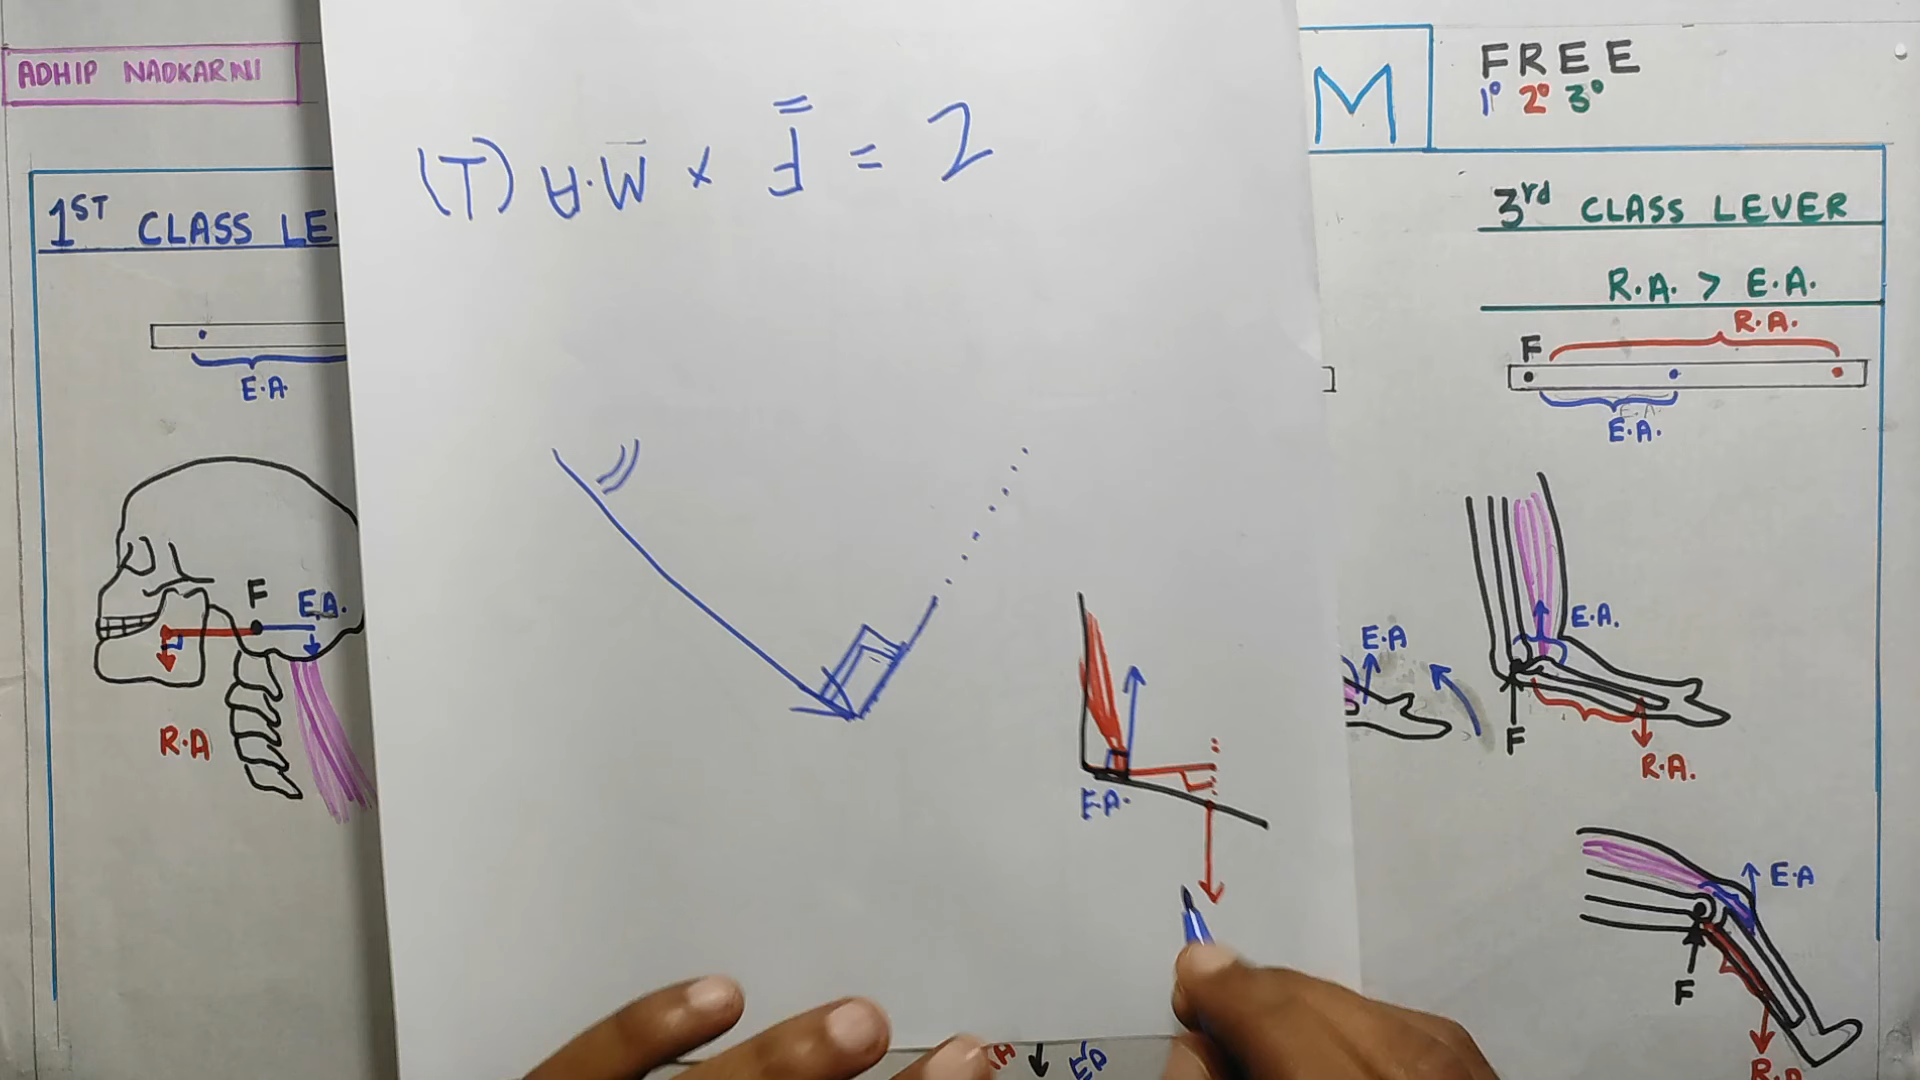 ADHIP NADKARNI
M
FREE
1° 2° 3°
1ST CLASS LE
E.A.
F
E.A.
R.A
Z = F × M.A (T)
E.A.
3rd CLASS LEVER
R.A. > E.A.
R.A.
F
E.A.
E.A
E.A.
F
R.A.
E.A
F
R.A